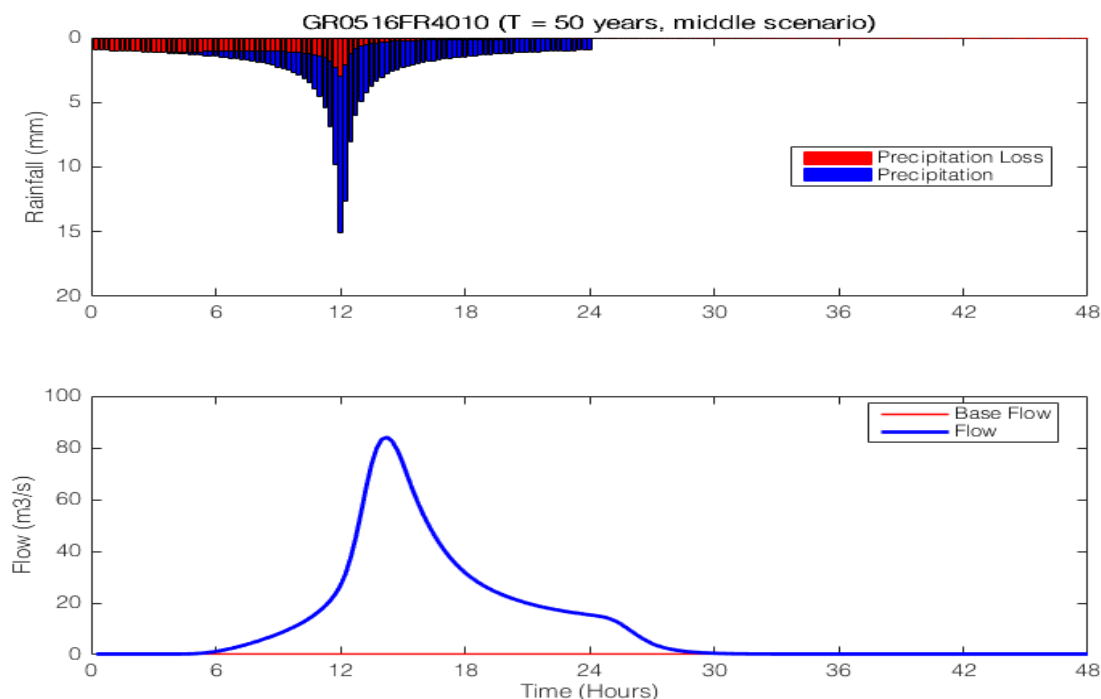 GR0516FR4010 (T = 50 years, middle scenario)
0
5
10
15
20
Rainfall (mm)
Precipitation Loss
Precipitation
0 6 12 18 24 30 36 42 48
100
80
60
40
20
0
Flow (m3/s)
Base Flow
Flow
0 6 12 18 24 30 36 42 48
Time (Hours)